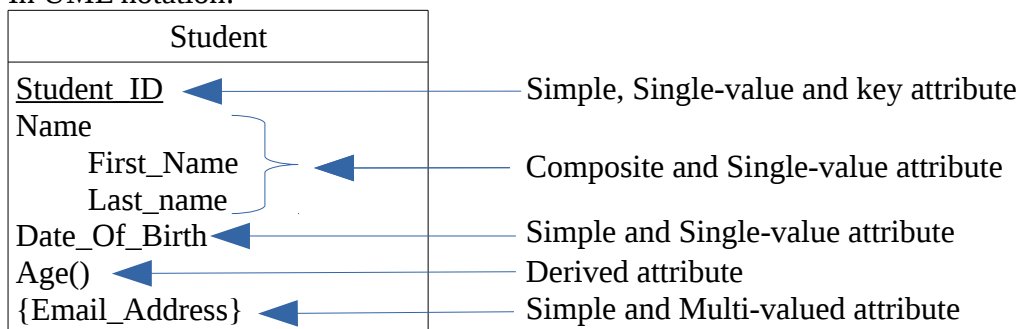 In UML notation:
Student
Student_ID Simple, Single-value and key attribute
Name
First_Name
Composite and Single-value attribute
Last_name
Date_Of_Birth Simple and Single-value attribute
Age() Derived attribute
{Email_Address} Simple and Multi-valued attribute